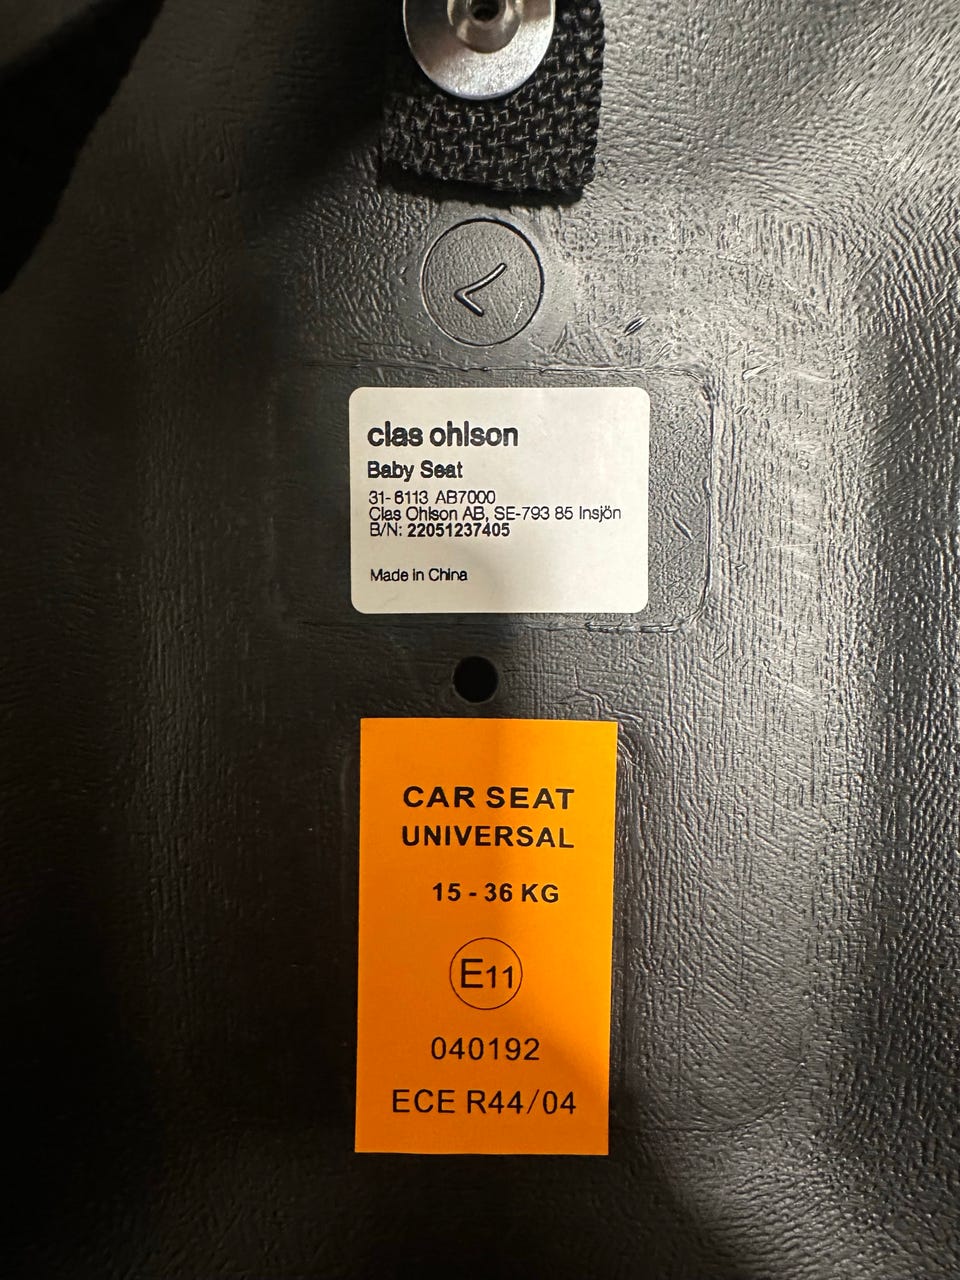 clas ohlson
Baby Seat
31-6113 AB7000
Clas Ohlson AB, SE-793 85 Insjön
B/N: 22051237405
Made in China
CAR SEAT
UNIVERSAL
15 - 36 KG
E11
040192
ECE R44/04